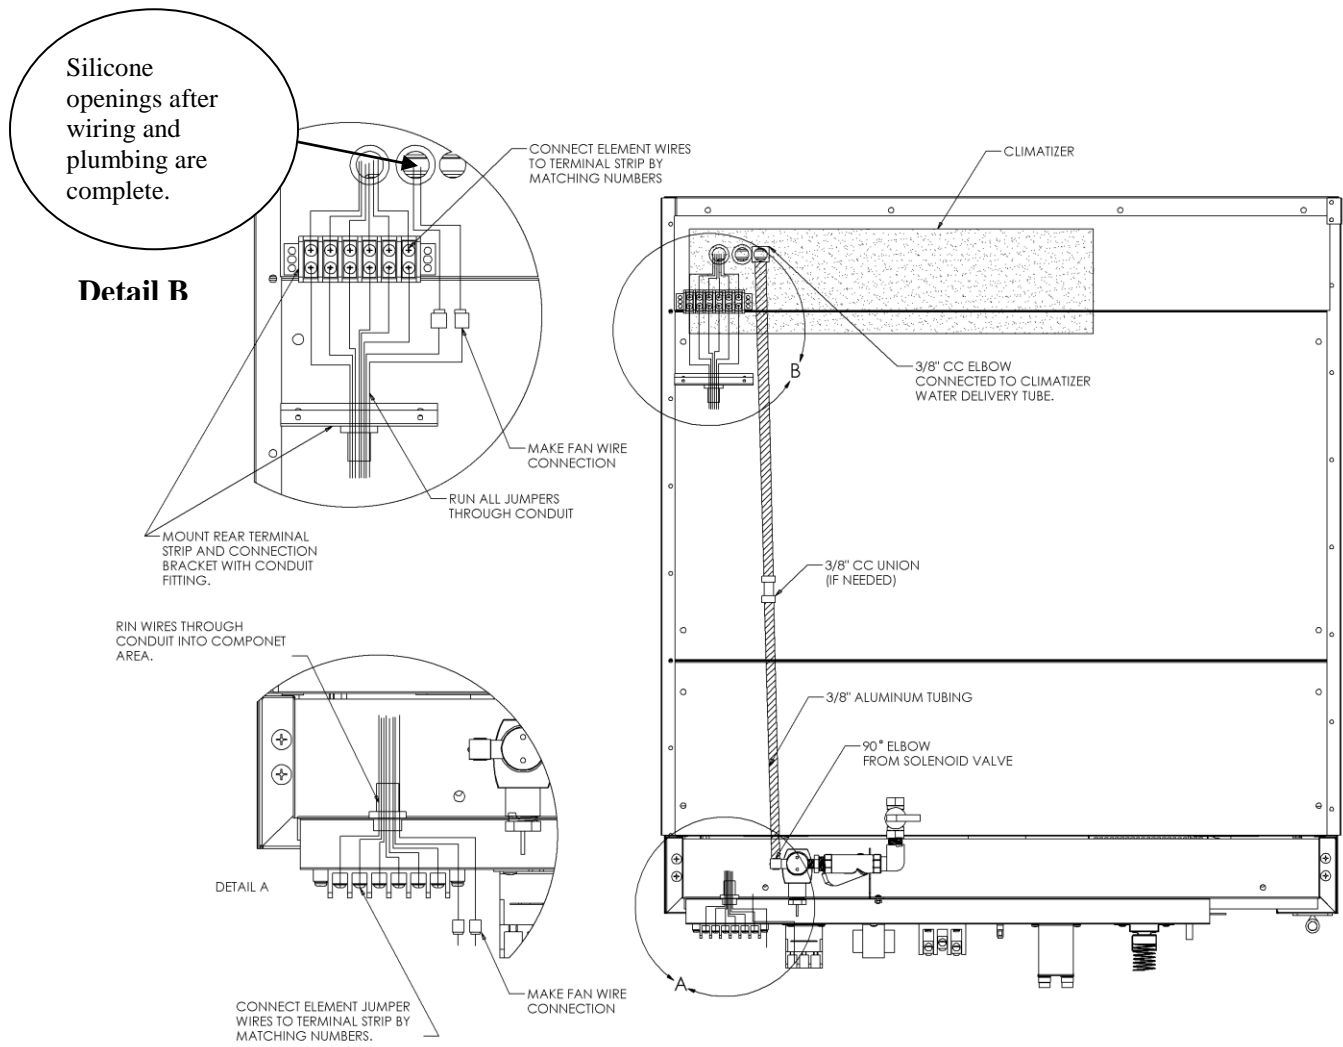 Silicone
openings after
wiring and
plumbing are
complete.
Detail B
CONNECT ELEMENT WIRES
TO TERMINAL STRIP BY
MATCHING NUMBERS
MAKE FAN WIRE
CONNECTION
RUN ALL JUMPERS
THROUGH CONDUIT
MOUNT REAR TERMINAL
STRIP AND CONNECTION
BRACKET WITH CONDUIT
FITTING.
CLIMATIZER
B
3/8" CC ELBOW
CONNECTED TO CLIMATIZER
WATER DELIVERY TUBE.
3/8" CC UNION
(IF NEEDED)
3/8" ALUMINUM TUBING
90° ELBOW
FROM SOLENOID VALVE
A
RIN WIRES THROUGH
CONDUIT INTO COMPONET
AREA.
DETAIL A
MAKE FAN WIRE
CONNECTION
CONNECT ELEMENT JUMPER
WIRES TO TERMINAL STRIP BY
MATCHING NUMBERS.